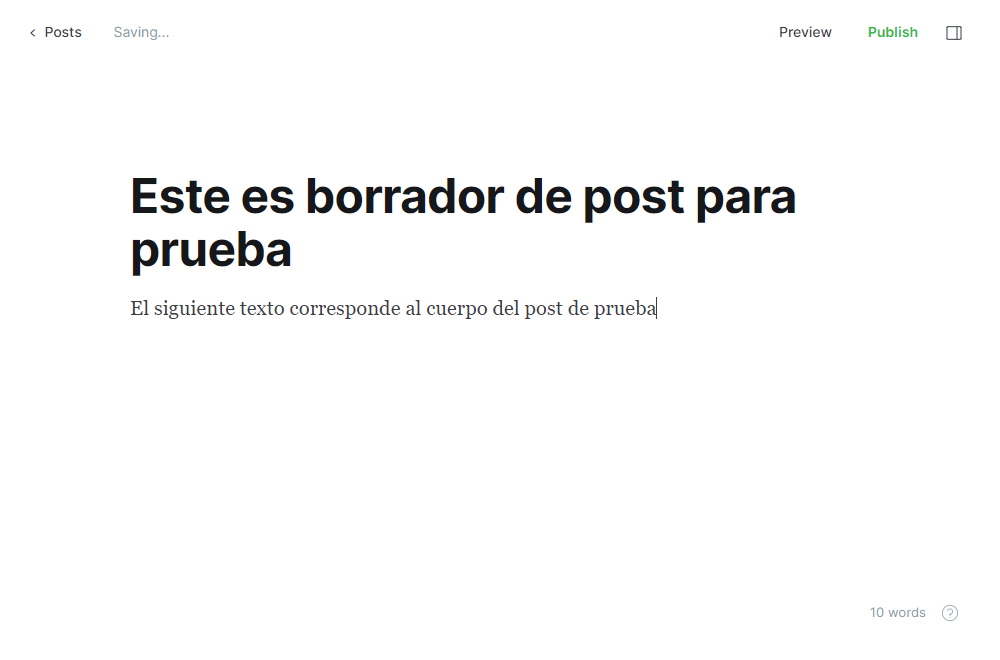 Posts Saving... Preview Publish
Este es borrador de post para
prueba
El siguiente texto corresponde al cuerpo del post de prueba
10 words ?